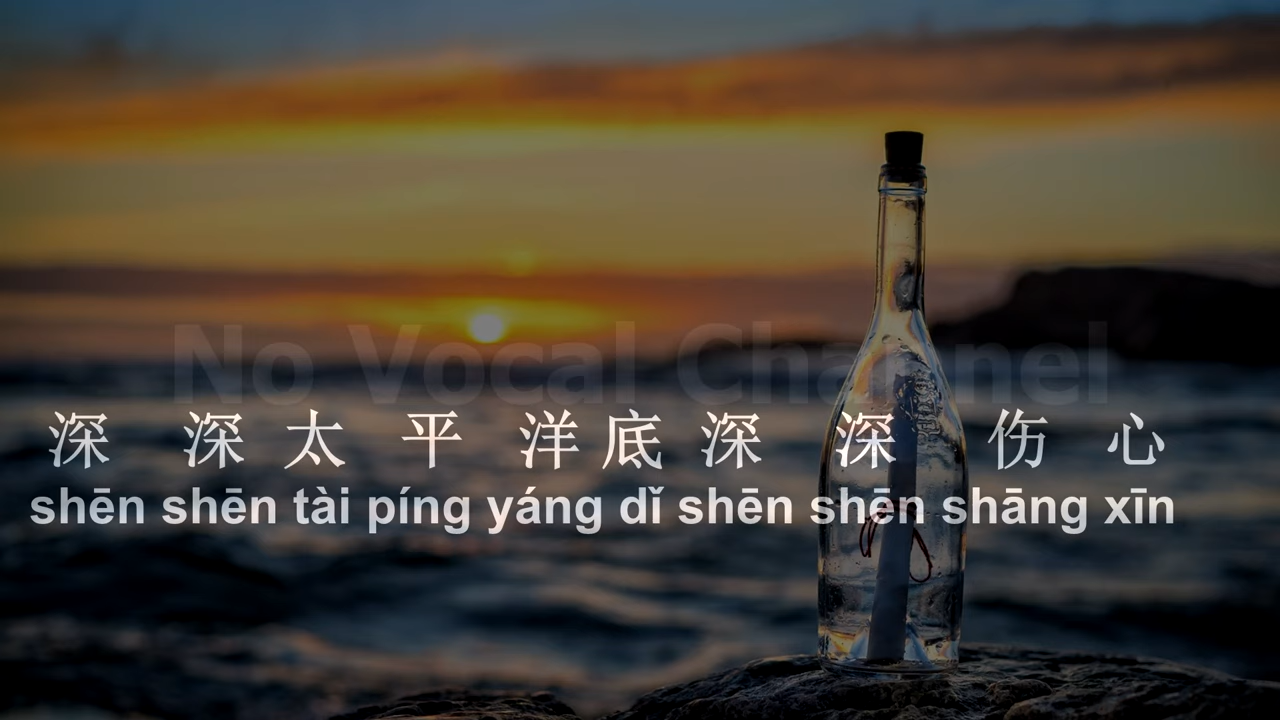 No Vocal Channel
深 深 太 平 洋 底 深 深 伤 心
shēn shēn tài píng yáng dǐ shēn shēn shāng xīn